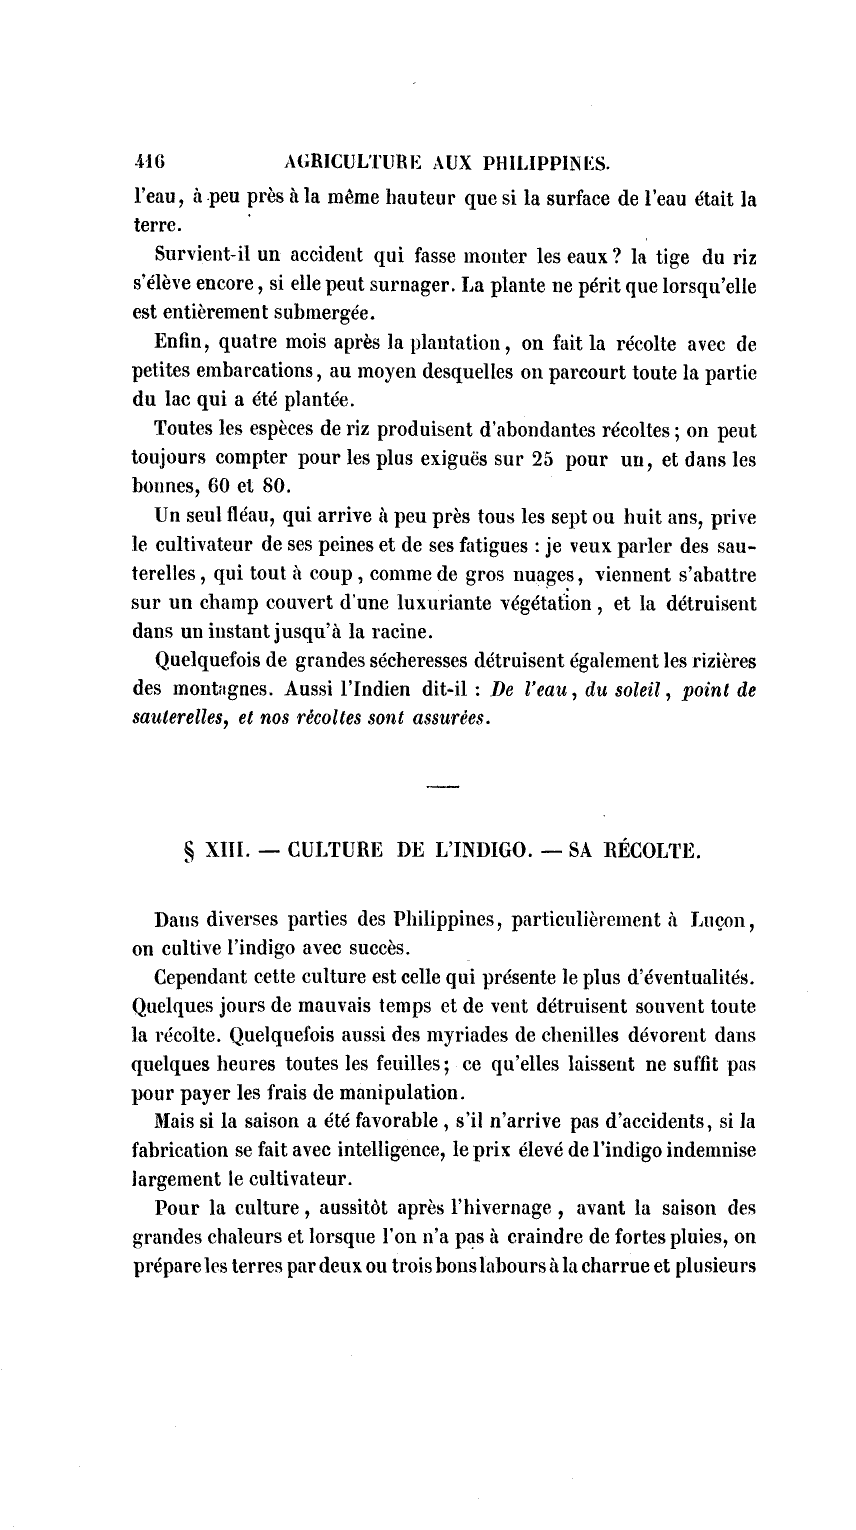 416 AGRICULTURE AUX PHILIPPINES.
l'eau, à peu près à la même hauteur que si la surface de l'eau était la
terre.
Survient-il un accident qui fasse monter les eaux? la tige du riz
s'élève encore, si elle peut surnager. La plante ne périt que lorsqu'elle
est entièrement submergée.
Enfin, quatre mois après la plantation, on fait la récolte avec de
petites embarcations, au moyen desquelles on parcourt toute la partie
du lac qui a été plantée.
Toutes les espèces de riz produisent d'abondantes récoltes; on peut
toujours compter pour les plus exiguës sur 25 pour un, et dans les
bonnes, 60 et 80.
Un seul fléau, qui arrive à peu près tous les sept ou huit ans, prive
le cultivateur de ses peines et de ses fatigues : je veux parler des sau-
terelles, qui tout à coup, comme de gros nuages, viennent s'abattre
sur un champ couvert d'une luxuriante végétation, et la détruisent
dans un instant jusqu'à la racine.
Quelquefois de grandes sécheresses détruisent également les rizières
des montagnes. Aussi l'Indien dit-il : De l'eau, du soleil, point de
sauterelles, et nos récoltes sont assurées.
§ XIII. — CULTURE DE L'INDIGO. — SA RÉCOLTE.
Dans diverses parties des Philippines, particulièrement à Luçon,
on cultive l'indigo avec succès.
Cependant cette culture est celle qui présente le plus d'éventualités.
Quelques jours de mauvais temps et de vent détruisent souvent toute
la récolte. Quelquefois aussi des myriades de chenilles dévorent dans
quelques heures toutes les feuilles; ce qu'elles laissent ne suffit pas
pour payer les frais de manipulation.
Mais si la saison a été favorable, s'il n'arrive pas d'accidents, si la
fabrication se fait avec intelligence, le prix élevé de l'indigo indemnise
largement le cultivateur.
Pour la culture, aussitôt après l'hivernage, avant la saison des
grandes chaleurs et lorsque l'on n'a pas à craindre de fortes pluies, on
prépare les terres par deux ou trois bons labours à la charrue et plusieurs